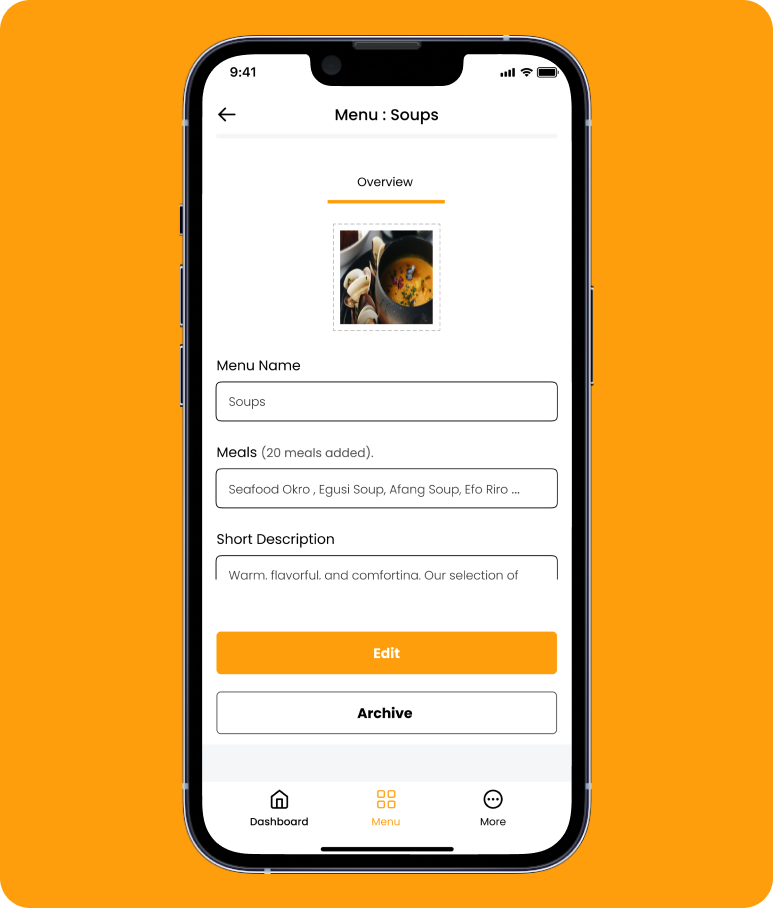 9:41
Menu : Soups
Overview
Menu Name
Soups
Meals (20 meals added).
Seafood Okro , Egusi Soup, Afang Soup, Efo Riro ...
Short Description
Warm, flavorful, and comforting. Our selection of
Edit
Archive
Dashboard
Menu
More